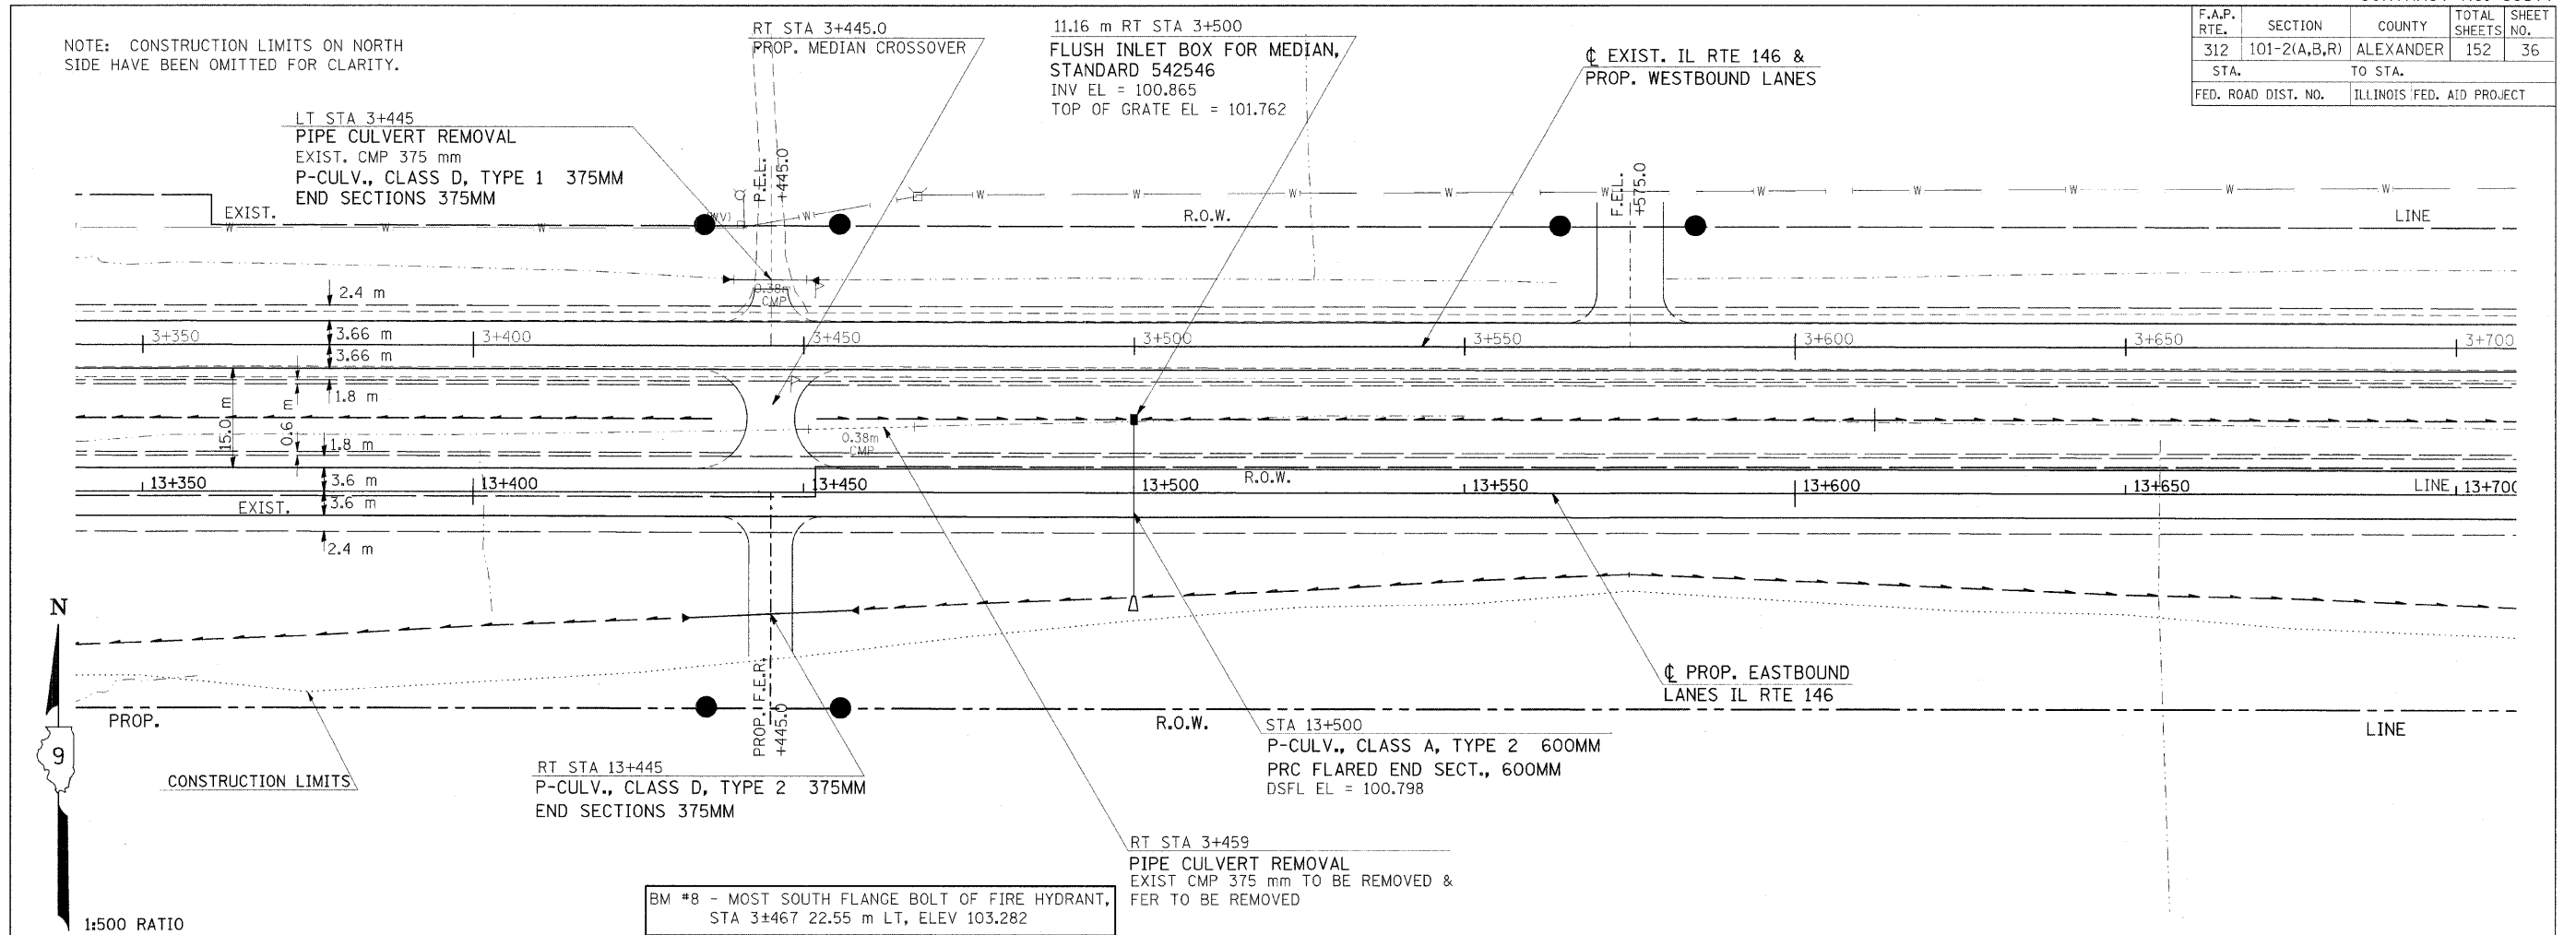 F.A.P. RTE. SECTION COUNTY TOTAL SHEETS SHEET NO.
312 101-2(A,B,R) ALEXANDER 152 36
STA. TO STA.
FED. ROAD DIST. NO. ILLINOIS FED. AID PROJECT
NOTE: CONSTRUCTION LIMITS ON NORTH
SIDE HAVE BEEN OMITTED FOR CLARITY.
RT STA 3+445.0
PROP. MEDIAN CROSSOVER
11.16 m RT STA 3+500
FLUSH INLET BOX FOR MEDIAN,
STANDARD 542546
INV EL = 100.865
TOP OF GRATE EL = 101.762
℄ EXIST. IL RTE 146 &
PROP. WESTBOUND LANES
LT STA 3+445
PIPE CULVERT REMOVAL
EXIST. CMP 375 mm
P-CULV., CLASS D, TYPE 1 375MM
END SECTIONS 375MM
P.E.L.
+445.0
F.E.L.
+575.0
W W W W W W W W W W
EXIST. (WV) W R.O.W. LINE
W W W
0.38m
CMP
P
2.4 m
3.66 m
3+350 3+400 3+450 3+500 3+550 3+600 3+650 3+700
3.66 m
P
1.8 m
15.0 m
0.6 m
0.38m
CMP
1.8 m
3.6 m
R.O.W.
13+350 13+400 13+450 13+500 13+550 13+600 13+650 LINE 13+700
EXIST. 3.6 m
2.4 m
N
9
1:500 RATIO
PROP. R.O.W. LINE
PROP. F.E.R.
+445.0
CONSTRUCTION LIMITS
RT STA 13+445
P-CULV., CLASS D, TYPE 2 375MM
END SECTIONS 375MM
℄ PROP. EASTBOUND
LANES IL RTE 146
STA 13+500
P-CULV., CLASS A, TYPE 2 600MM
PRC FLARED END SECT., 600MM
DSFL EL = 100.798
RT STA 3+459
PIPE CULVERT REMOVAL
EXIST CMP 375 mm TO BE REMOVED &
FER TO BE REMOVED
BM #8 - MOST SOUTH FLANGE BOLT OF FIRE HYDRANT,
STA 3±467 22.55 m LT, ELEV 103.282